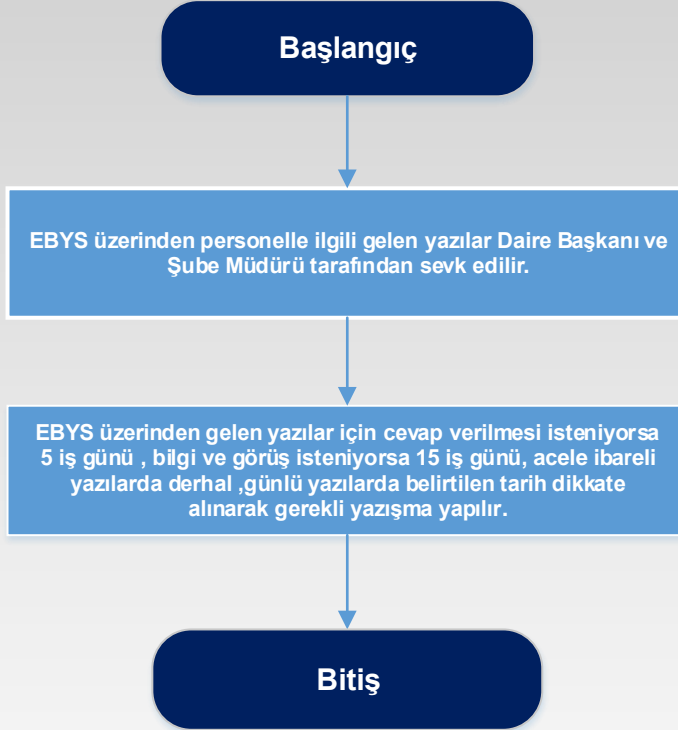 Başlangıç
EBYS üzerinden personelle ilgili gelen yazılar Daire Başkanı ve
Şube Müdürü tarafından sevk edilir.
EBYS üzerinden gelen yazılar için cevap verilmesi isteniyorsa
5 iş günü , bilgi ve görüş isteniyorsa 15 iş günü, acele ibareli
yazılarda derhal ,günlü yazılarda belirtilen tarih dikkate
alınarak gerekli yazışma yapılır.
Bitiş